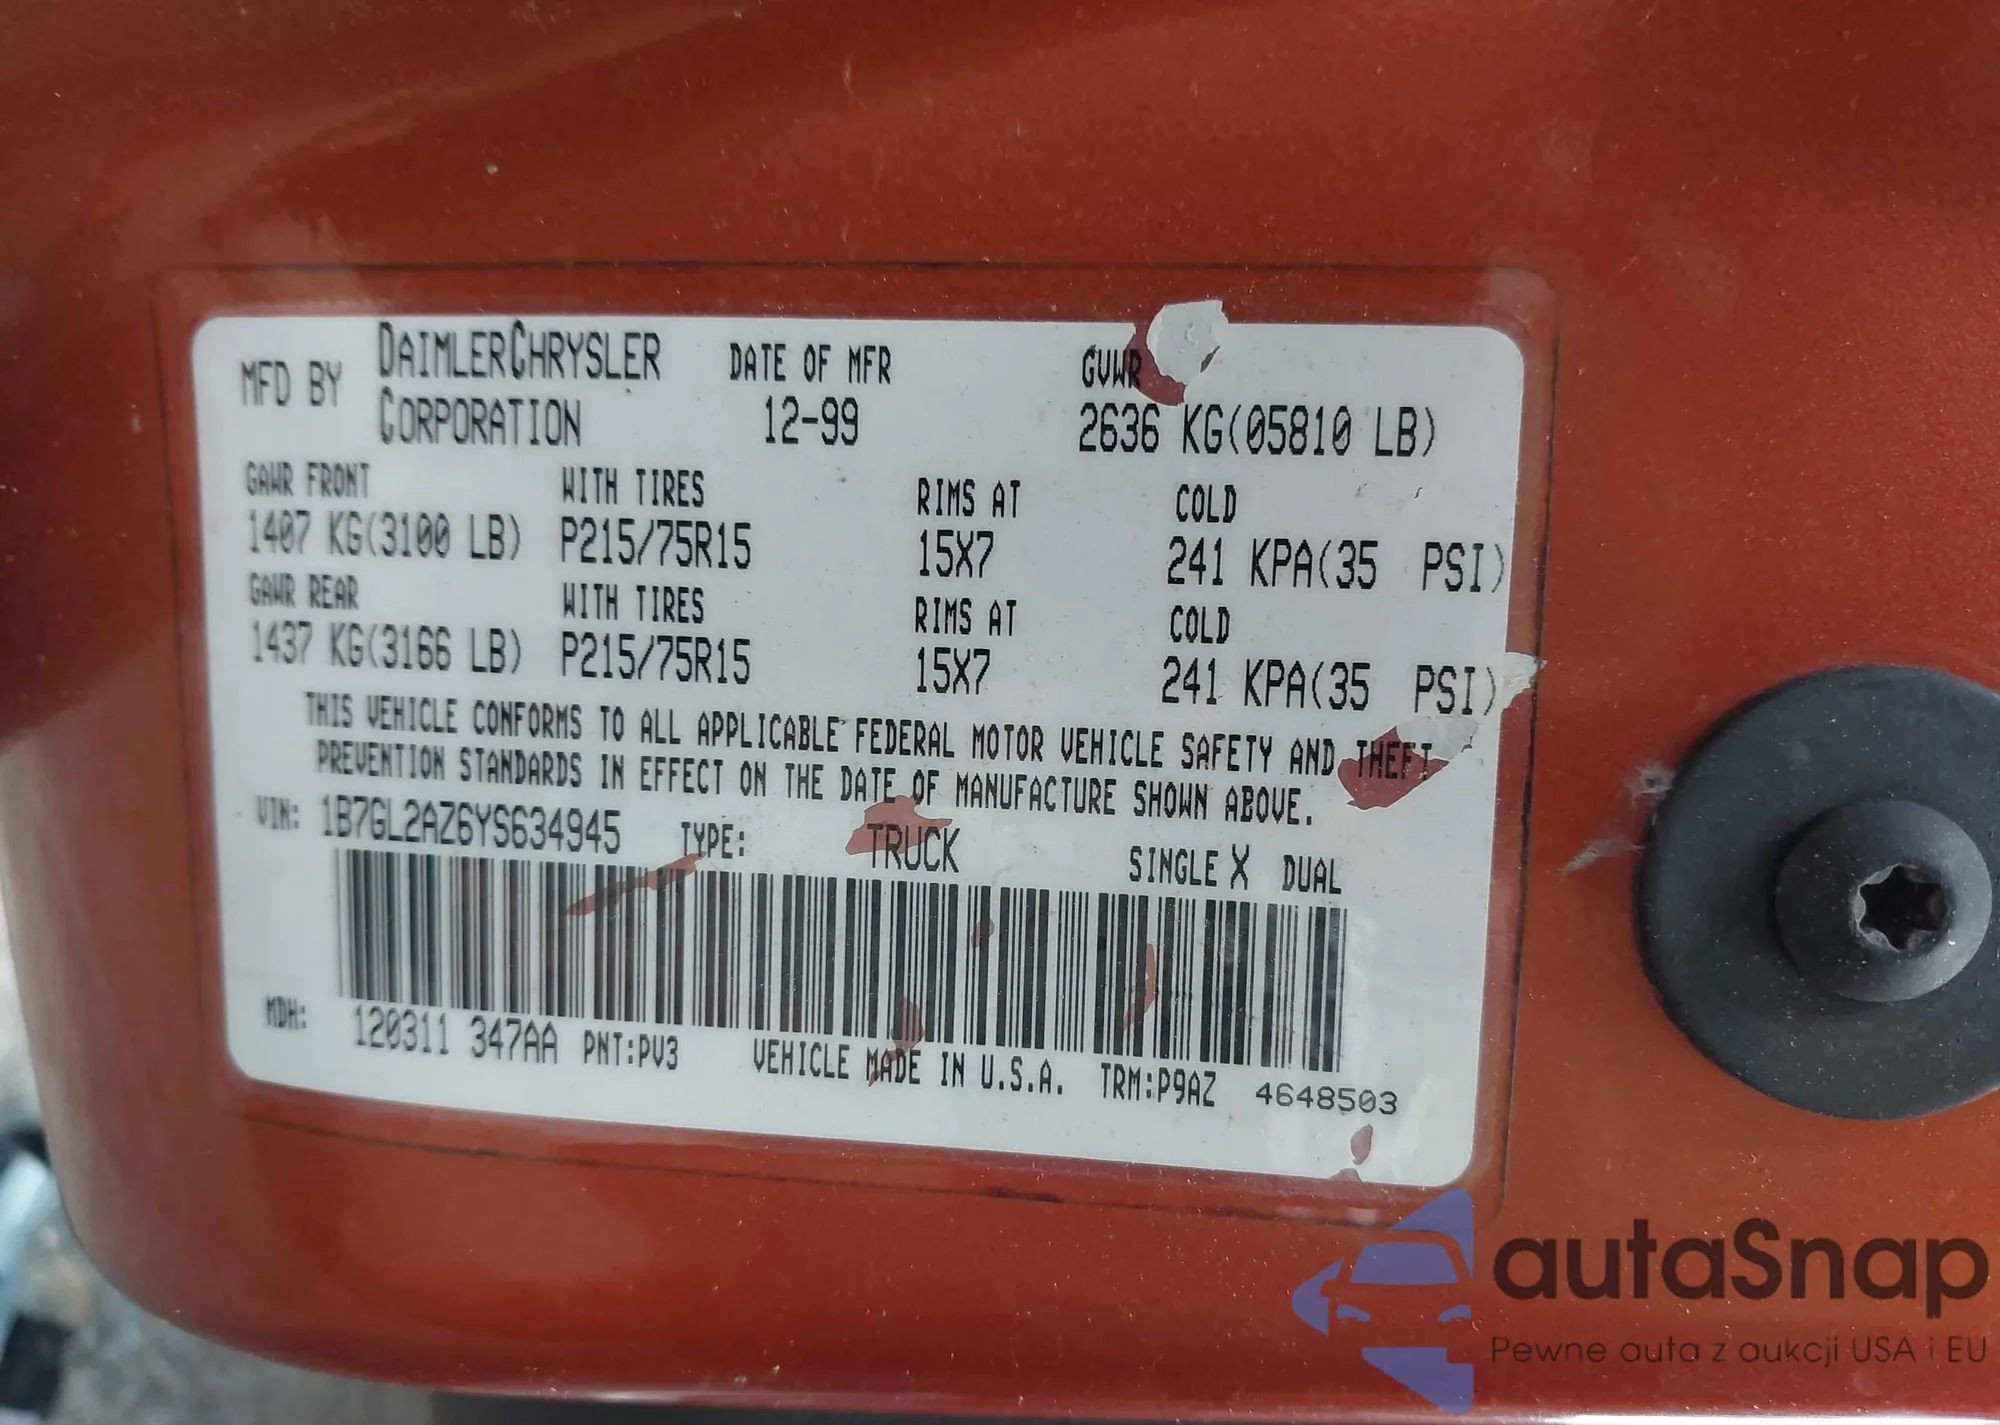 MFD BY DAIMLERCHRYSLER CORPORATION
DATE OF MFR
12-99
GVWR
2636 KG(05810 LB)
GAWR FRONT WITH TIRES RIMS AT COLD
1407 KG(3100 LB) P215/75R15 15X7 241 KPA(35 PSI)
GAWR REAR WITH TIRES RIMS AT COLD
1437 KG(3166 LB) P215/75R15 15X7 241 KPA(35 PSI)
THIS VEHICLE CONFORMS TO ALL APPLICABLE FEDERAL MOTOR VEHICLE SAFETY AND THEFT
PREVENTION STANDARDS IN EFFECT ON THE DATE OF MANUFACTURE SHOWN ABOVE.
VIN: 1B7GL2AZ6YS634945 TYPE: TRUCK SINGLE X DUAL
MDH: 120311 347AA PNT:PV3 VEHICLE MADE IN U.S.A. TRM:P9AZ 4648503
autaSnap
Pewne auta z aukcji USA i EU